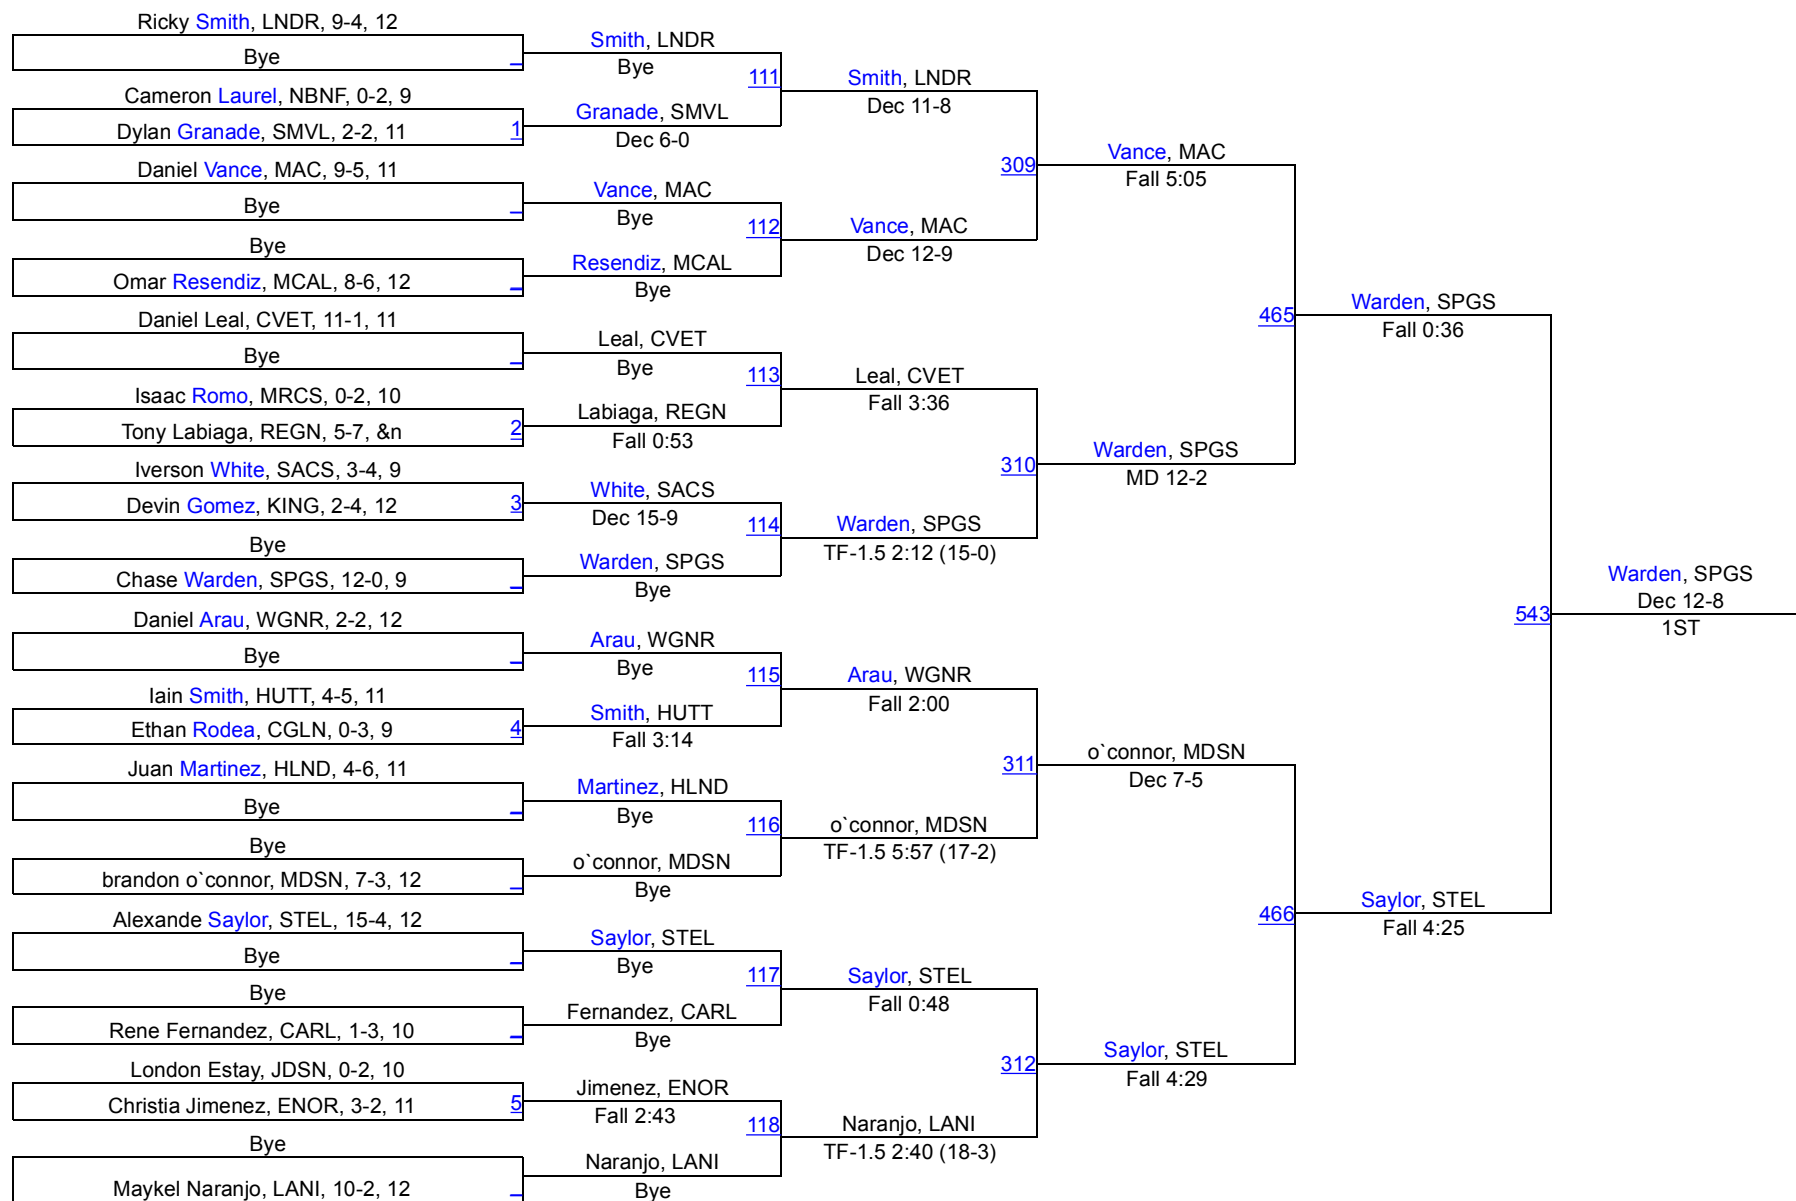 Ricky Smith, LNDR, 9-4, 12
Bye
Cameron Laurel, NBNF, 0-2, 9
Dylan Granade, SMVL, 2-2, 11
1
Daniel Vance, MAC, 9-5, 11
Bye
Bye
Omar Resendiz, MCAL, 8-6, 12
Daniel Leal, CVET, 11-1, 11
Bye
Isaac Romo, MRCS, 0-2, 10
Tony Labiaga, REGN, 5-7, &n
2
Iverson White, SACS, 3-4, 9
Devin Gomez, KING, 2-4, 12
3
Bye
Chase Warden, SPGS, 12-0, 9
Daniel Arau, WGNR, 2-2, 12
Bye
Iain Smith, HUTT, 4-5, 11
Ethan Rodea, CGLN, 0-3, 9
4
Juan Martinez, HLND, 4-6, 11
Bye
Bye
brandon o`connor, MDSN, 7-3, 12
Alexande Saylor, STEL, 15-4, 12
Bye
Bye
Rene Fernandez, CARL, 1-3, 10
London Estay, JDSN, 0-2, 10
Christia Jimenez, ENOR, 3-2, 11
5
Bye
Maykel Naranjo, LANI, 10-2, 12
Smith, LNDR
Bye
111
Granade, SMVL
Dec 6-0
Vance, MAC
Bye
112
Resendiz, MCAL
Bye
Leal, CVET
Bye
113
Labiaga, REGN
Fall 0:53
White, SACS
Dec 15-9
114
Warden, SPGS
Bye
Arau, WGNR
Bye
115
Smith, HUTT
Fall 3:14
Martinez, HLND
Bye
116
o`connor, MDSN
Bye
Saylor, STEL
Bye
117
Fernandez, CARL
Bye
Jimenez, ENOR
Fall 2:43
118
Naranjo, LANI
Bye
Smith, LNDR
Dec 11-8
309
Vance, MAC
Dec 12-9
Leal, CVET
Fall 3:36
310
Warden, SPGS
TF-1.5 2:12 (15-0)
Arau, WGNR
Fall 2:00
311
o`connor, MDSN
TF-1.5 5:57 (17-2)
Saylor, STEL
Fall 0:48
312
Naranjo, LANI
TF-1.5 2:40 (18-3)
Vance, MAC
Fall 5:05
465
Warden, SPGS
MD 12-2
o`connor, MDSN
Dec 7-5
466
Saylor, STEL
Fall 4:29
Warden, SPGS
Fall 0:36
543
Saylor, STEL
Fall 4:25
Warden, SPGS
Dec 12-8
1ST